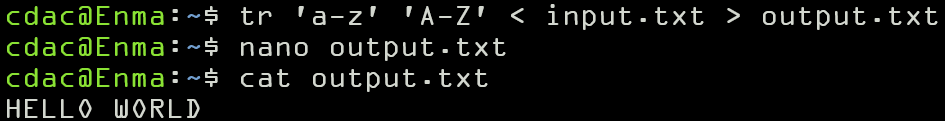 cdac@Enma:~$ tr 'a-z' 'A-Z' < input.txt > output.txt
cdac@Enma:~$ nano output.txt
cdac@Enma:~$ cat output.txt
HELLO WORLD